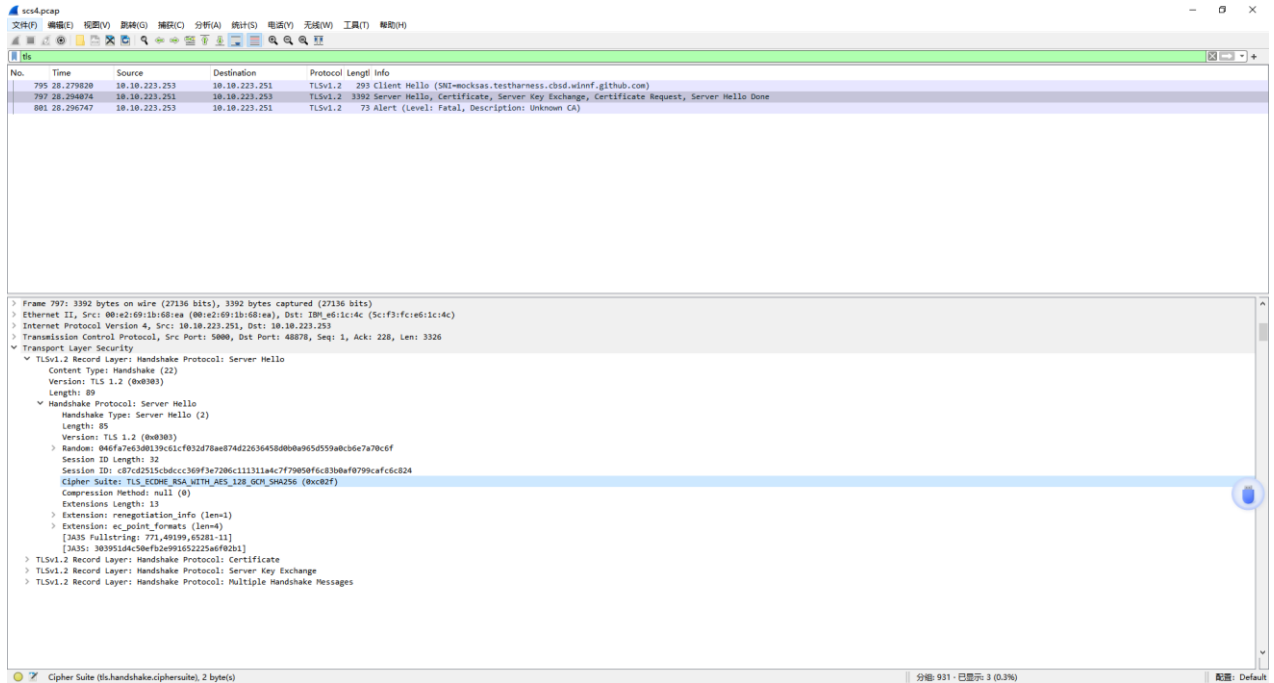 scs4.pcap
文件(F) 编辑(E) 视图(V) 跳转(G) 捕获(C) 分析(A) 统计(S) 电话(Y) 无线(W) 工具(T) 帮助(H)
tls
No. Time Source Destination Protocol Lengtl Info
795 28.279820 10.10.223.253 10.10.223.251 TLSv1.2 293 Client Hello (SNI=mocksas.testharness.cbsd.winnf.github.com)
797 28.294074 10.10.223.251 10.10.223.253 TLSv1.2 3392 Server Hello, Certificate, Server Key Exchange, Certificate Request, Server Hello Done
801 28.296747 10.10.223.253 10.10.223.251 TLSv1.2 73 Alert (Level: Fatal, Description: Unknown CA)
Frame 797: 3392 bytes on wire (27136 bits), 3392 bytes captured (27136 bits)
Ethernet II, Src: 00:e2:69:1b:68:ea (00:e2:69:1b:68:ea), Dst: IBM_e6:1c:4c (5c:f3:fc:e6:1c:4c)
Internet Protocol Version 4, Src: 10.10.223.251, Dst: 10.10.223.253
Transmission Control Protocol, Src Port: 5000, Dst Port: 48878, Seq: 1, Ack: 228, Len: 3326
Transport Layer Security
TLSv1.2 Record Layer: Handshake Protocol: Server Hello
Content Type: Handshake (22)
Version: TLS 1.2 (0x0303)
Length: 89
Handshake Protocol: Server Hello
Handshake Type: Server Hello (2)
Length: 85
Version: TLS 1.2 (0x0303)
Random: 046fa7e63d0139c61cf032d78ae874d22636458d0b0a965d559a0cb6e7a70c6f
Session ID Length: 32
Session ID: c87cd2515cbdccc369f3e7206c111311a4c7f79050f6c83b0af0799cafc6c824
Cipher Suite: TLS_ECDHE_RSA_WITH_AES_128_GCM_SHA256 (0xc02f)
Compression Method: null (0)
Extensions Length: 13
Extension: renegotiation_info (len=1)
Extension: ec_point_formats (len=4)
[JA3S Fullstring: 771,49199,65281-11]
[JA3S: 303951d4c50efb2e991652225a6f02b1]
TLSv1.2 Record Layer: Handshake Protocol: Certificate
TLSv1.2 Record Layer: Handshake Protocol: Server Key Exchange
TLSv1.2 Record Layer: Handshake Protocol: Multiple Handshake Messages
Cipher Suite (tls.handshake.ciphersuite), 2 byte(s) 分组: 931 · 已显示: 3 (0.3%) 配置: Default